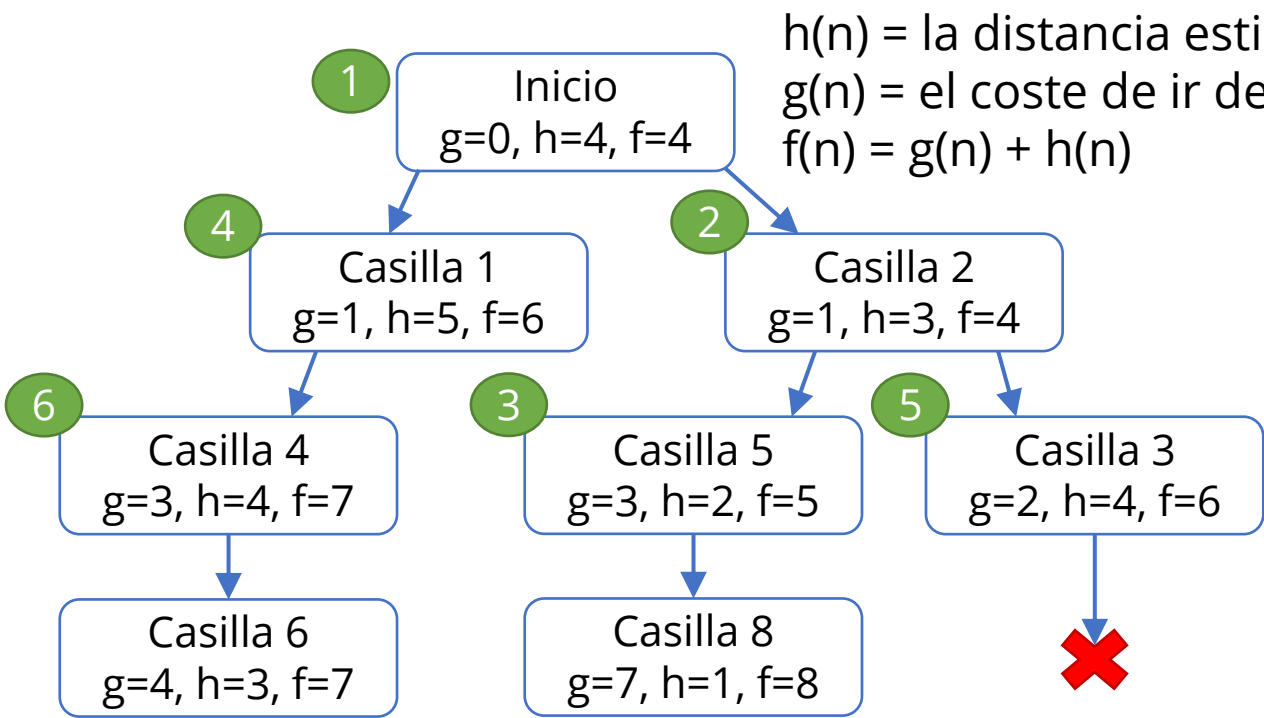 h(n) = la distancia esti
g(n) = el coste de ir de
f(n) = g(n) + h(n)
1
Inicio
g=0, h=4, f=4
4
Casilla 1
g=1, h=5, f=6
2
Casilla 2
g=1, h=3, f=4
6
Casilla 4
g=3, h=4, f=7
3
Casilla 5
g=3, h=2, f=5
5
Casilla 3
g=2, h=4, f=6
Casilla 6
g=4, h=3, f=7
Casilla 8
g=7, h=1, f=8